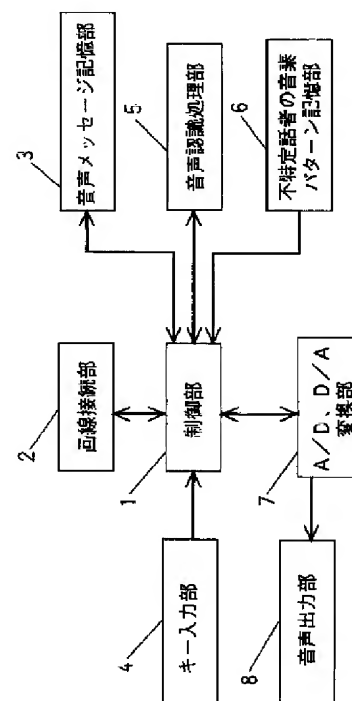 2
回線接続部
3
音声メッセージ記憶部
4
キー入力部
1
制御部
5
音声認識処理部
8
音声出力部
7
A/D、D/A
変換部
6
不特定話者の音素
パターン記憶部